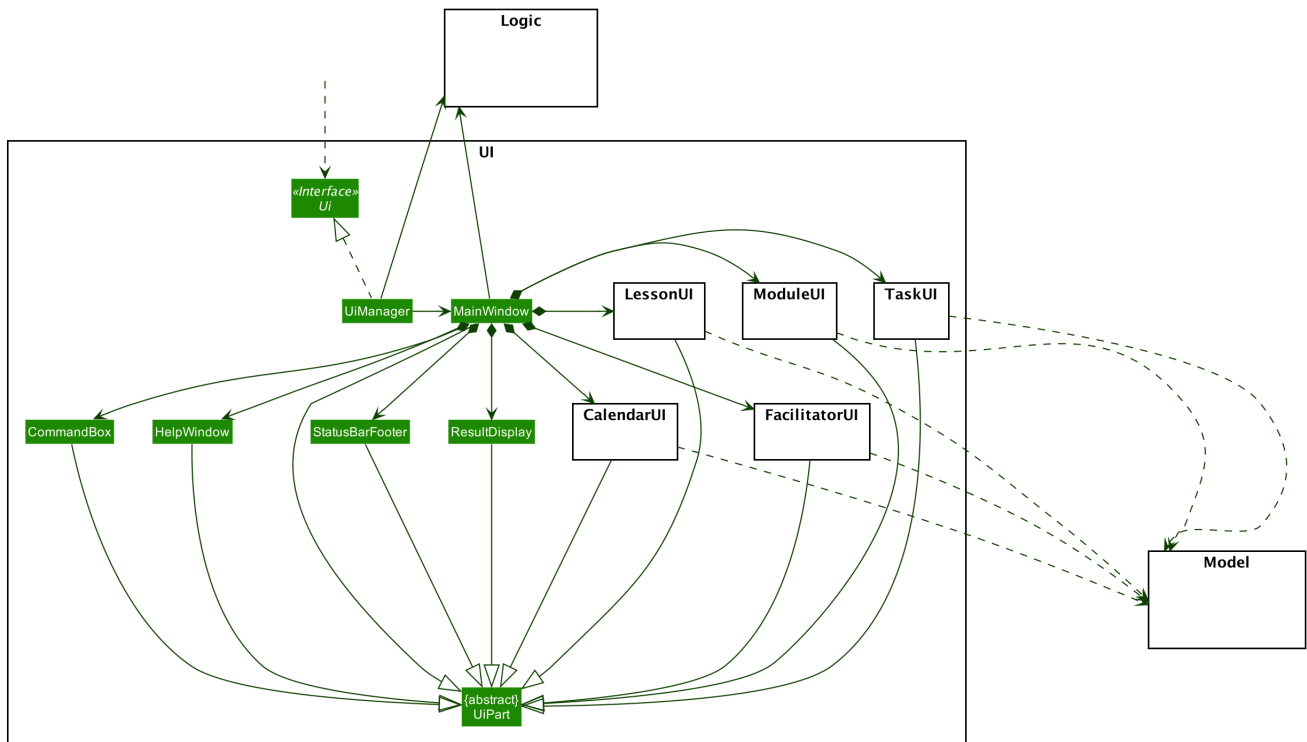 Logic
UI
«Interface»
Ui
UiManager
MainWindow
LessonUI
ModuleUI
TaskUI
CommandBox
HelpWindow
StatusBarFooter
ResultDisplay
CalendarUI
FacilitatorUI
Model
{abstract}
UiPart